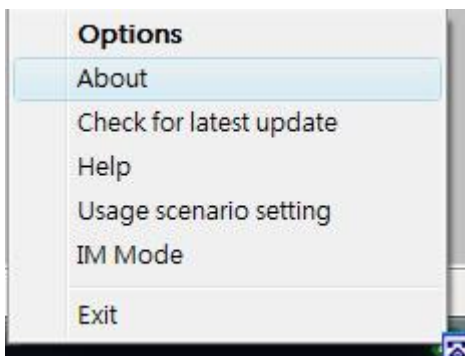 Options
About
Check for latest update
Help
Usage scenario setting
IM Mode
Exit